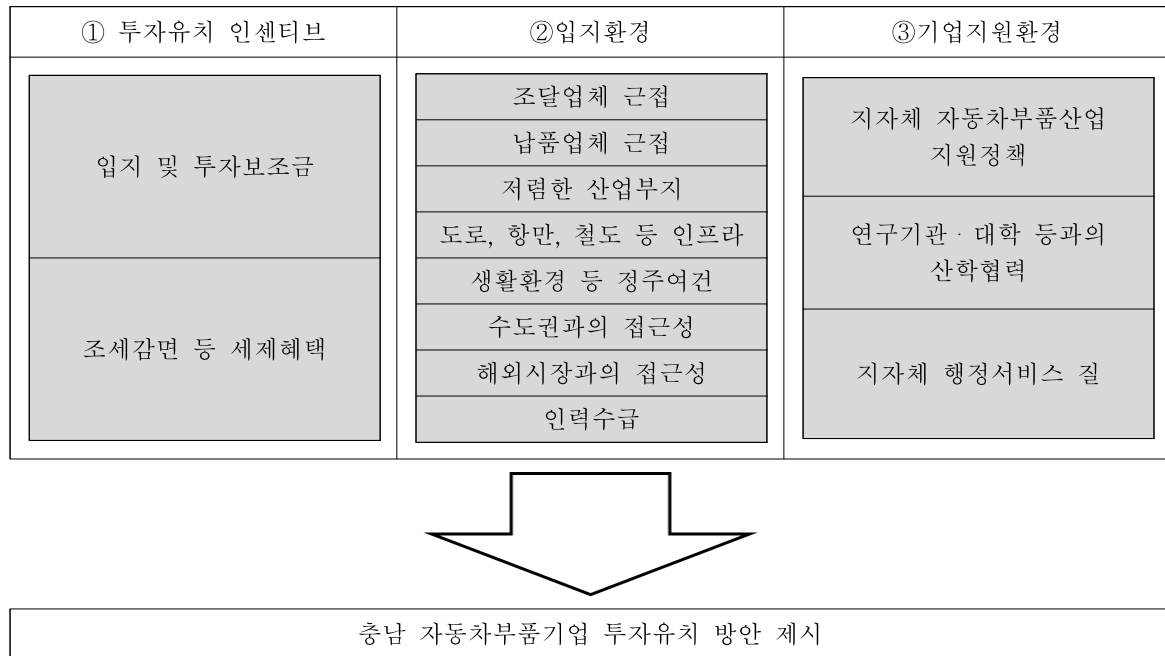 ① 투자유치 인센티브
②입지환경
③기업지원환경
입지 및 투자보조금
조세감면 등 세제혜택
조달업체 근접
납품업체 근접
저렴한 산업부지
도로, 항만, 철도 등 인프라
생활환경 등 정주여건
수도권과의 접근성
해외시장과의 접근성
인력수급
지자체 자동차부품산업
지원정책
연구기관 · 대학 등과의
산학협력
지자체 행정서비스 질
충남 자동차부품기업 투자유치 방안 제시